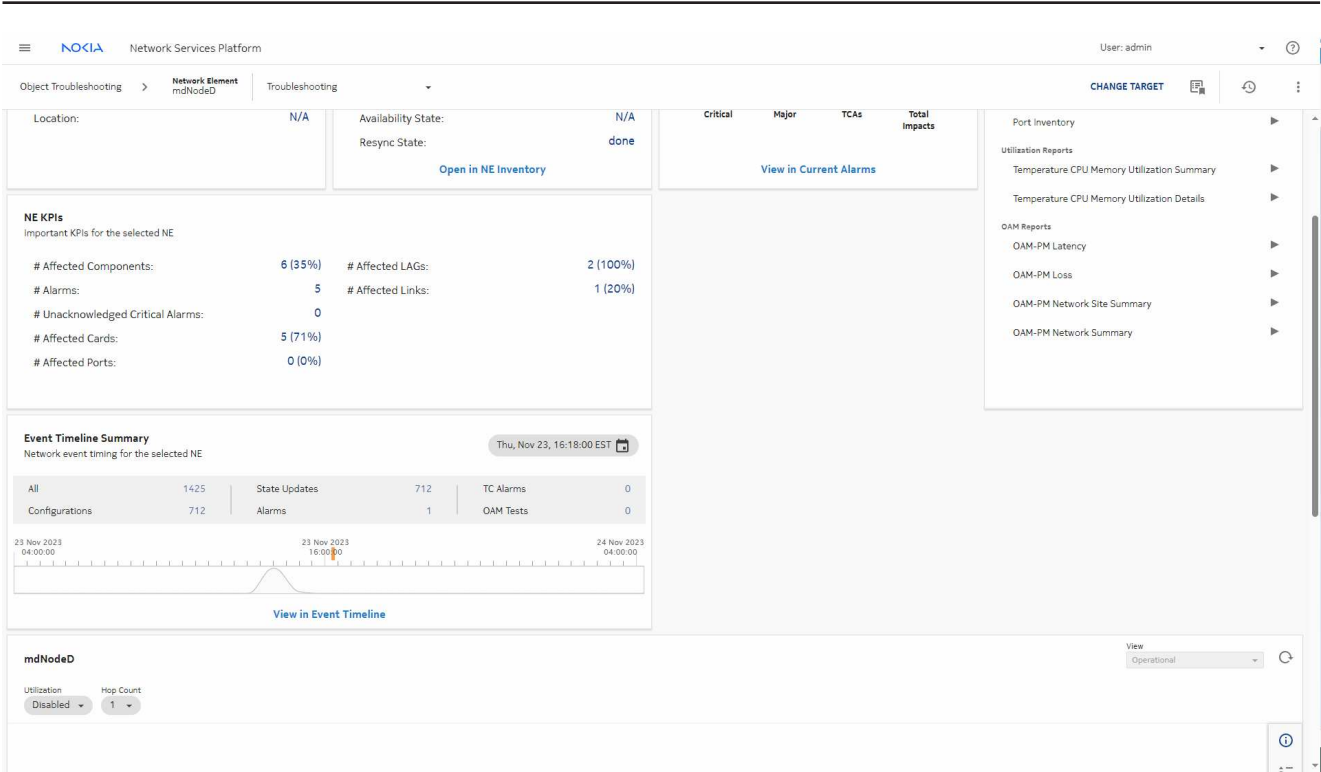 NOKIA Network Services Platform
User: admin
Object Troubleshooting
Network Element
mdNodeD
Troubleshooting
CHANGE TARGET
Location: N/A
Availability State: N/A
Resync State: done
Open in NE Inventory
Critical Major TCAs Total Impacts
View in Current Alarms
Port Inventory
Utilization Reports
Temperature CPU Memory Utilization Summary
Temperature CPU Memory Utilization Details
OAM Reports
OAM-PM Latency
OAM-PM Loss
OAM-PM Network Site Summary
OAM-PM Network Summary
NE KPIs
Important KPIs for the selected NE
# Affected Components: 6 (35%)
# Alarms: 5
# Unacknowledged Critical Alarms: 0
# Affected Cards: 5 (71%)
# Affected Ports: 0 (0%)
# Affected LAGs: 2 (100%)
# Affected Links: 1 (20%)
Event Timeline Summary
Network event timing for the selected NE
Thu, Nov 23, 16:18:00 EST
All 1425 State Updates 712 TC Alarms 0
Configurations 712 Alarms 1 OAM Tests 0
23 Nov 2023 23 Nov 2023 24 Nov 2023
04:00:00 16:00:00 04:00:00
View in Event Timeline
mdNodeD
View
Operational
Utilization Hop Count
Disabled 1